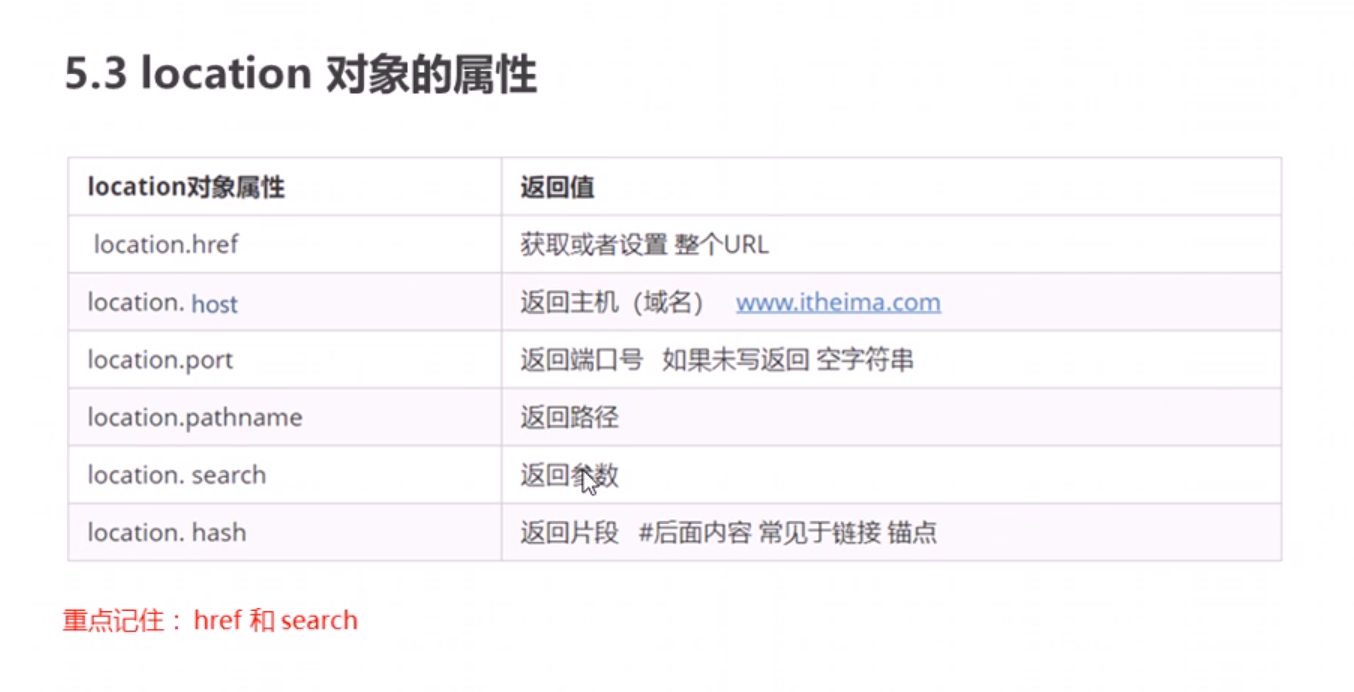 5.3 location 对象的属性
location对象属性 返回值
location.href 获取或者设置 整个URL
location. host 返回主机（域名） www.itheima.com
location.port 返回端口号 如果未写返回 空字符串
location.pathname 返回路径
location. search 返回参数
location. hash 返回片段 #后面内容 常见于链接 锚点
重点记住： href 和 search